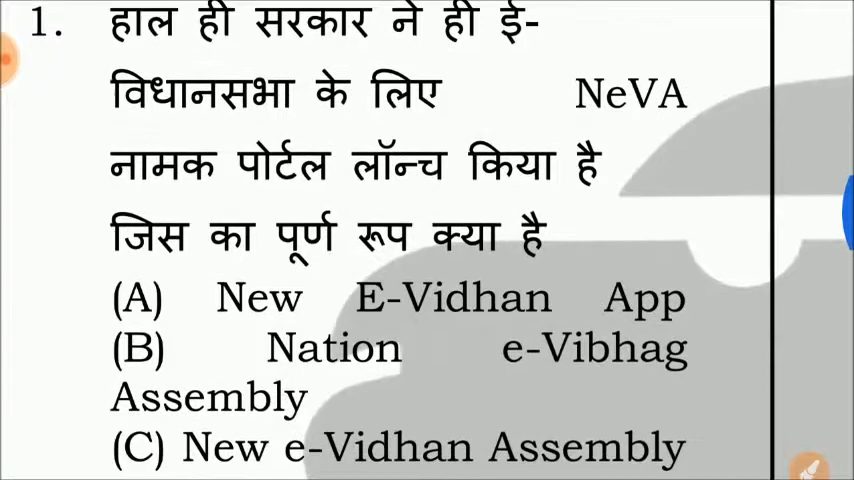 1. हाल ही सरकार ने ही ई-
विधानसभा के लिए NeVA
नामक पोर्टल लॉन्च किया है
जिस का पूर्ण रूप क्या है
(A) New E-Vidhan App
(B) Nation e-Vibhag
Assembly
(C) New e-Vidhan Assembly